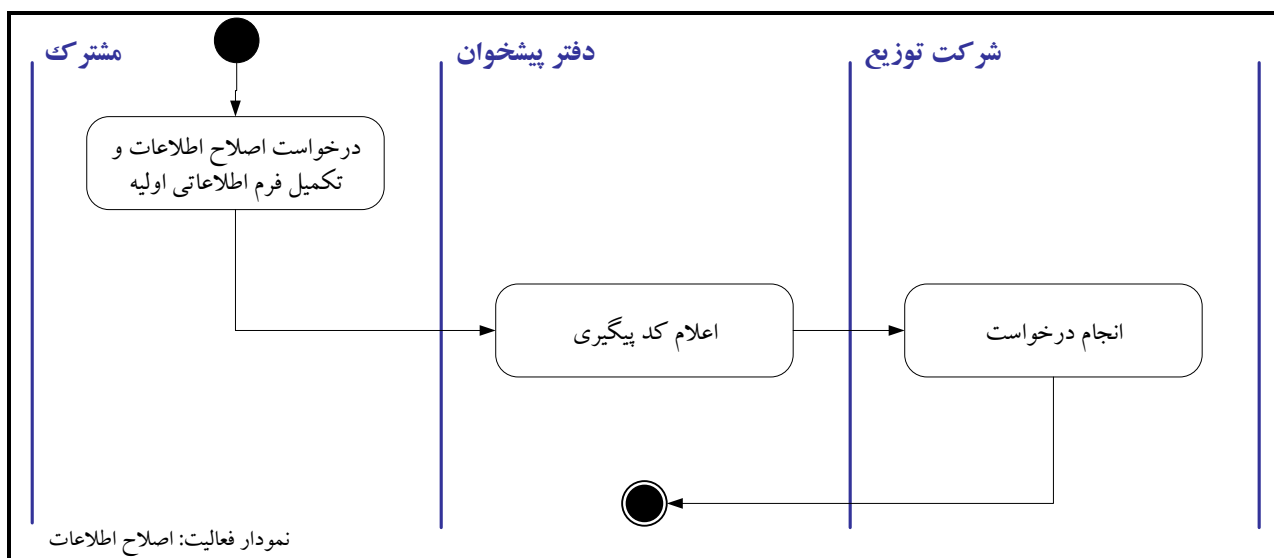 مشترك
دفتر پیشخوان
شرکت توزیع
درخواست اصلاح اطلاعات و
تکمیل فرم اطلاعاتی اولیه
اعلام کد پیگیری
انجام درخواست
نمودار فعالیت: اصلاح اطلاعات